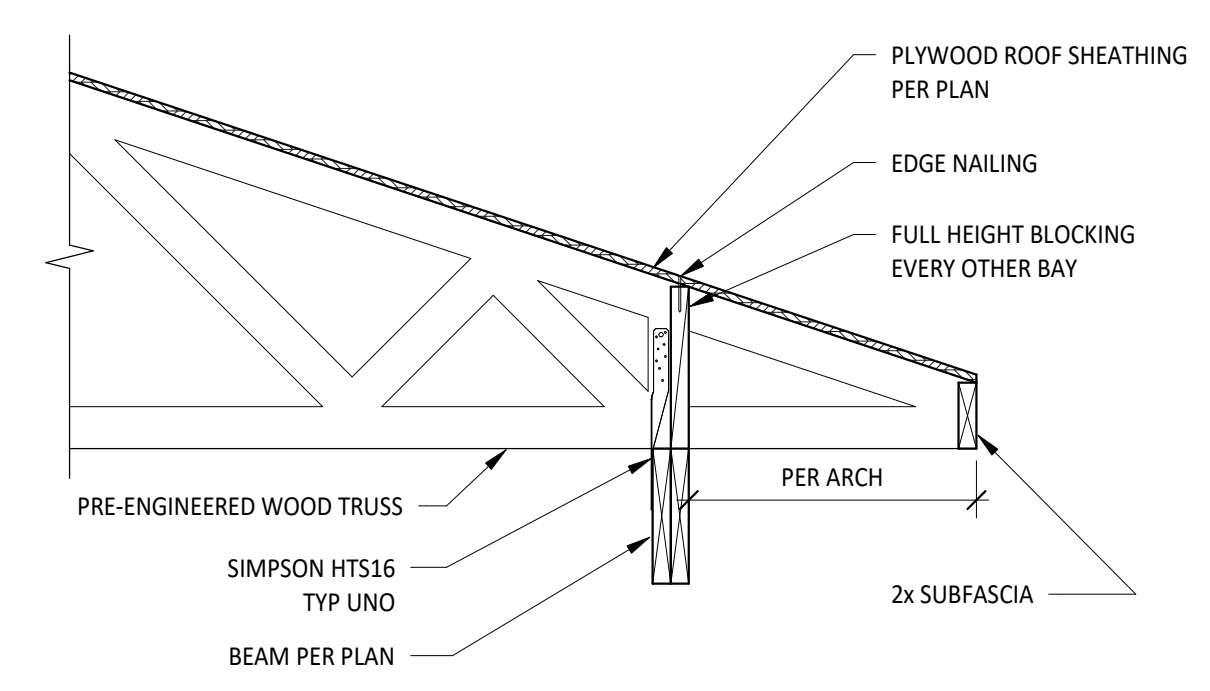 PLYWOOD ROOF SHEATHING
PER PLAN
EDGE NAILING
FULL HEIGHT BLOCKING
EVERY OTHER BAY
PER ARCH
PRE-ENGINEERED WOOD TRUSS
SIMPSON HTS16
TYP UNO
2x SUBFASCIA
BEAM PER PLAN